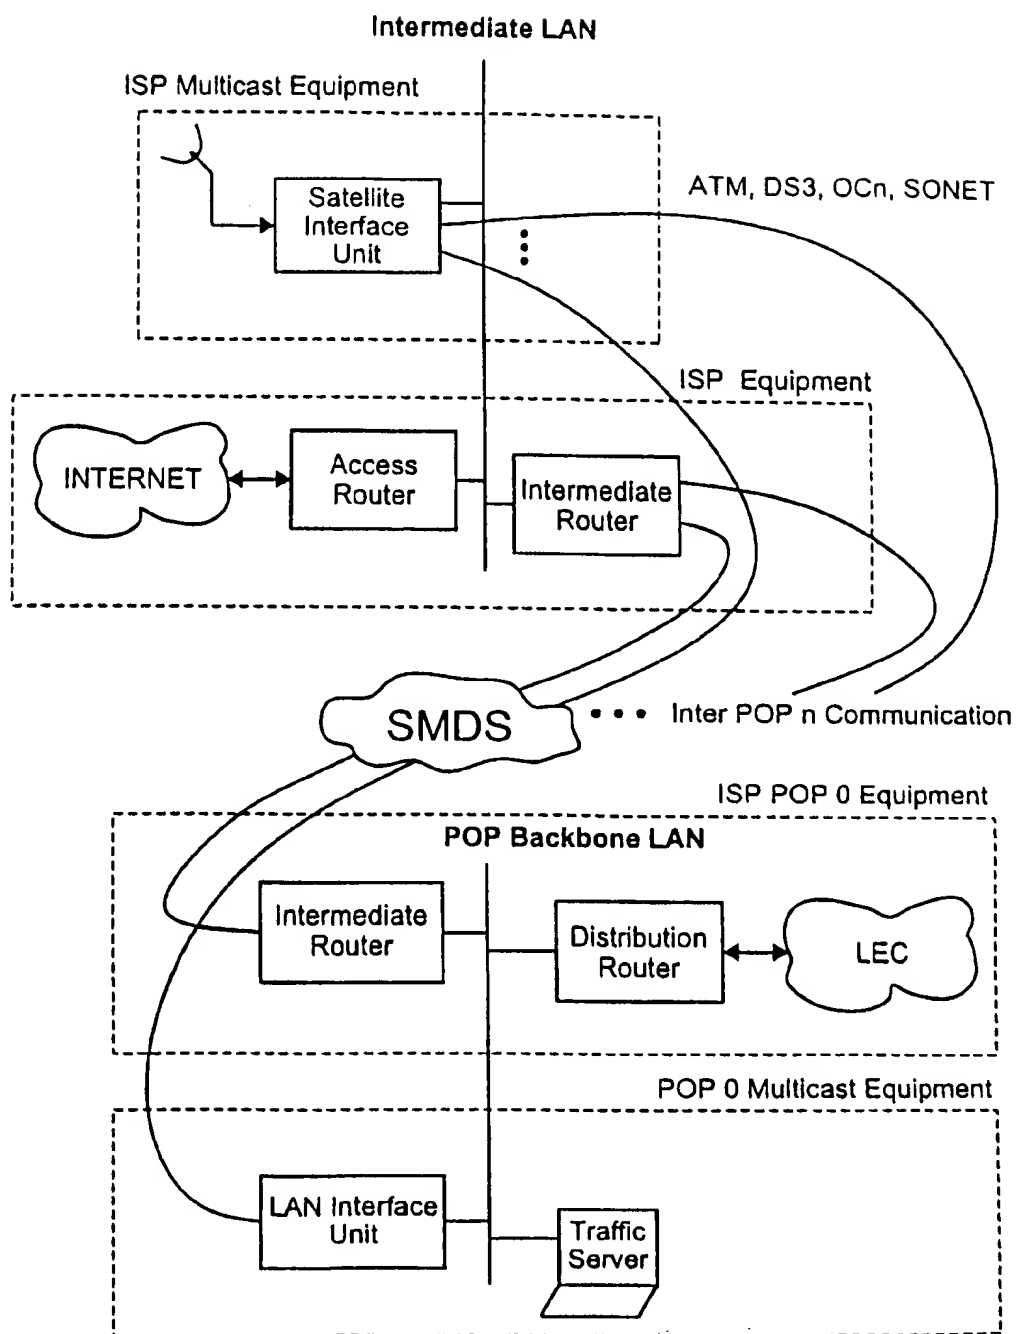 Intermediate LAN
ISP Multicast Equipment
Satellite
Interface
Unit
ATM, DS3, OCn, SONET
ISP Equipment
INTERNET
Access
Router
Intermediate
Router
SMDS
Inter POP n Communication
ISP POP 0 Equipment
POP Backbone LAN
Intermediate
Router
Distribution
Router
LEC
POP 0 Multicast Equipment
LAN Interface
Unit
Traffic
Server